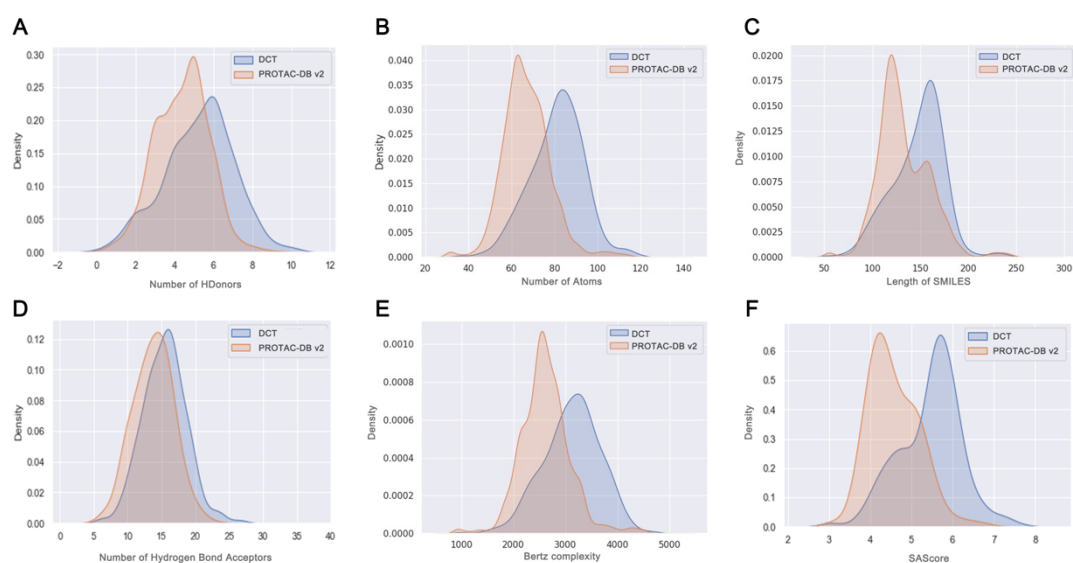 A
B
C
0.30
0.25
0.20
0.15
0.10
0.05
0.00
Density
DCT
PROTAC-DB v2
-2 0 2 4 6 8 10 12
Number of HDonors
0.040
0.035
0.030
0.025
0.020
0.015
0.010
0.005
0.000
Density
DCT
PROTAC-DB v2
20 40 60 80 100 120 140
Number of Atoms
0.0200
0.0175
0.0150
0.0125
0.0100
0.0075
0.0050
0.0025
0.0000
Density
DCT
PROTAC-DB v2
50 100 150 200 250 300
Length of SMILES
D
E
F
0.12
0.10
0.08
0.06
0.04
0.02
0.00
Density
DCT
PROTAC-DB v2
0 5 10 15 20 25 30 35 40
Number of Hydrogen Bond Acceptors
0.0010
0.0008
0.0006
0.0004
0.0002
0.0000
Density
DCT
PROTAC-DB v2
1000 2000 3000 4000 5000
Bertz complexity
0.6
0.5
0.4
0.3
0.2
0.1
0.0
Density
DCT
PROTAC-DB v2
2 3 4 5 6 7 8
SAScore